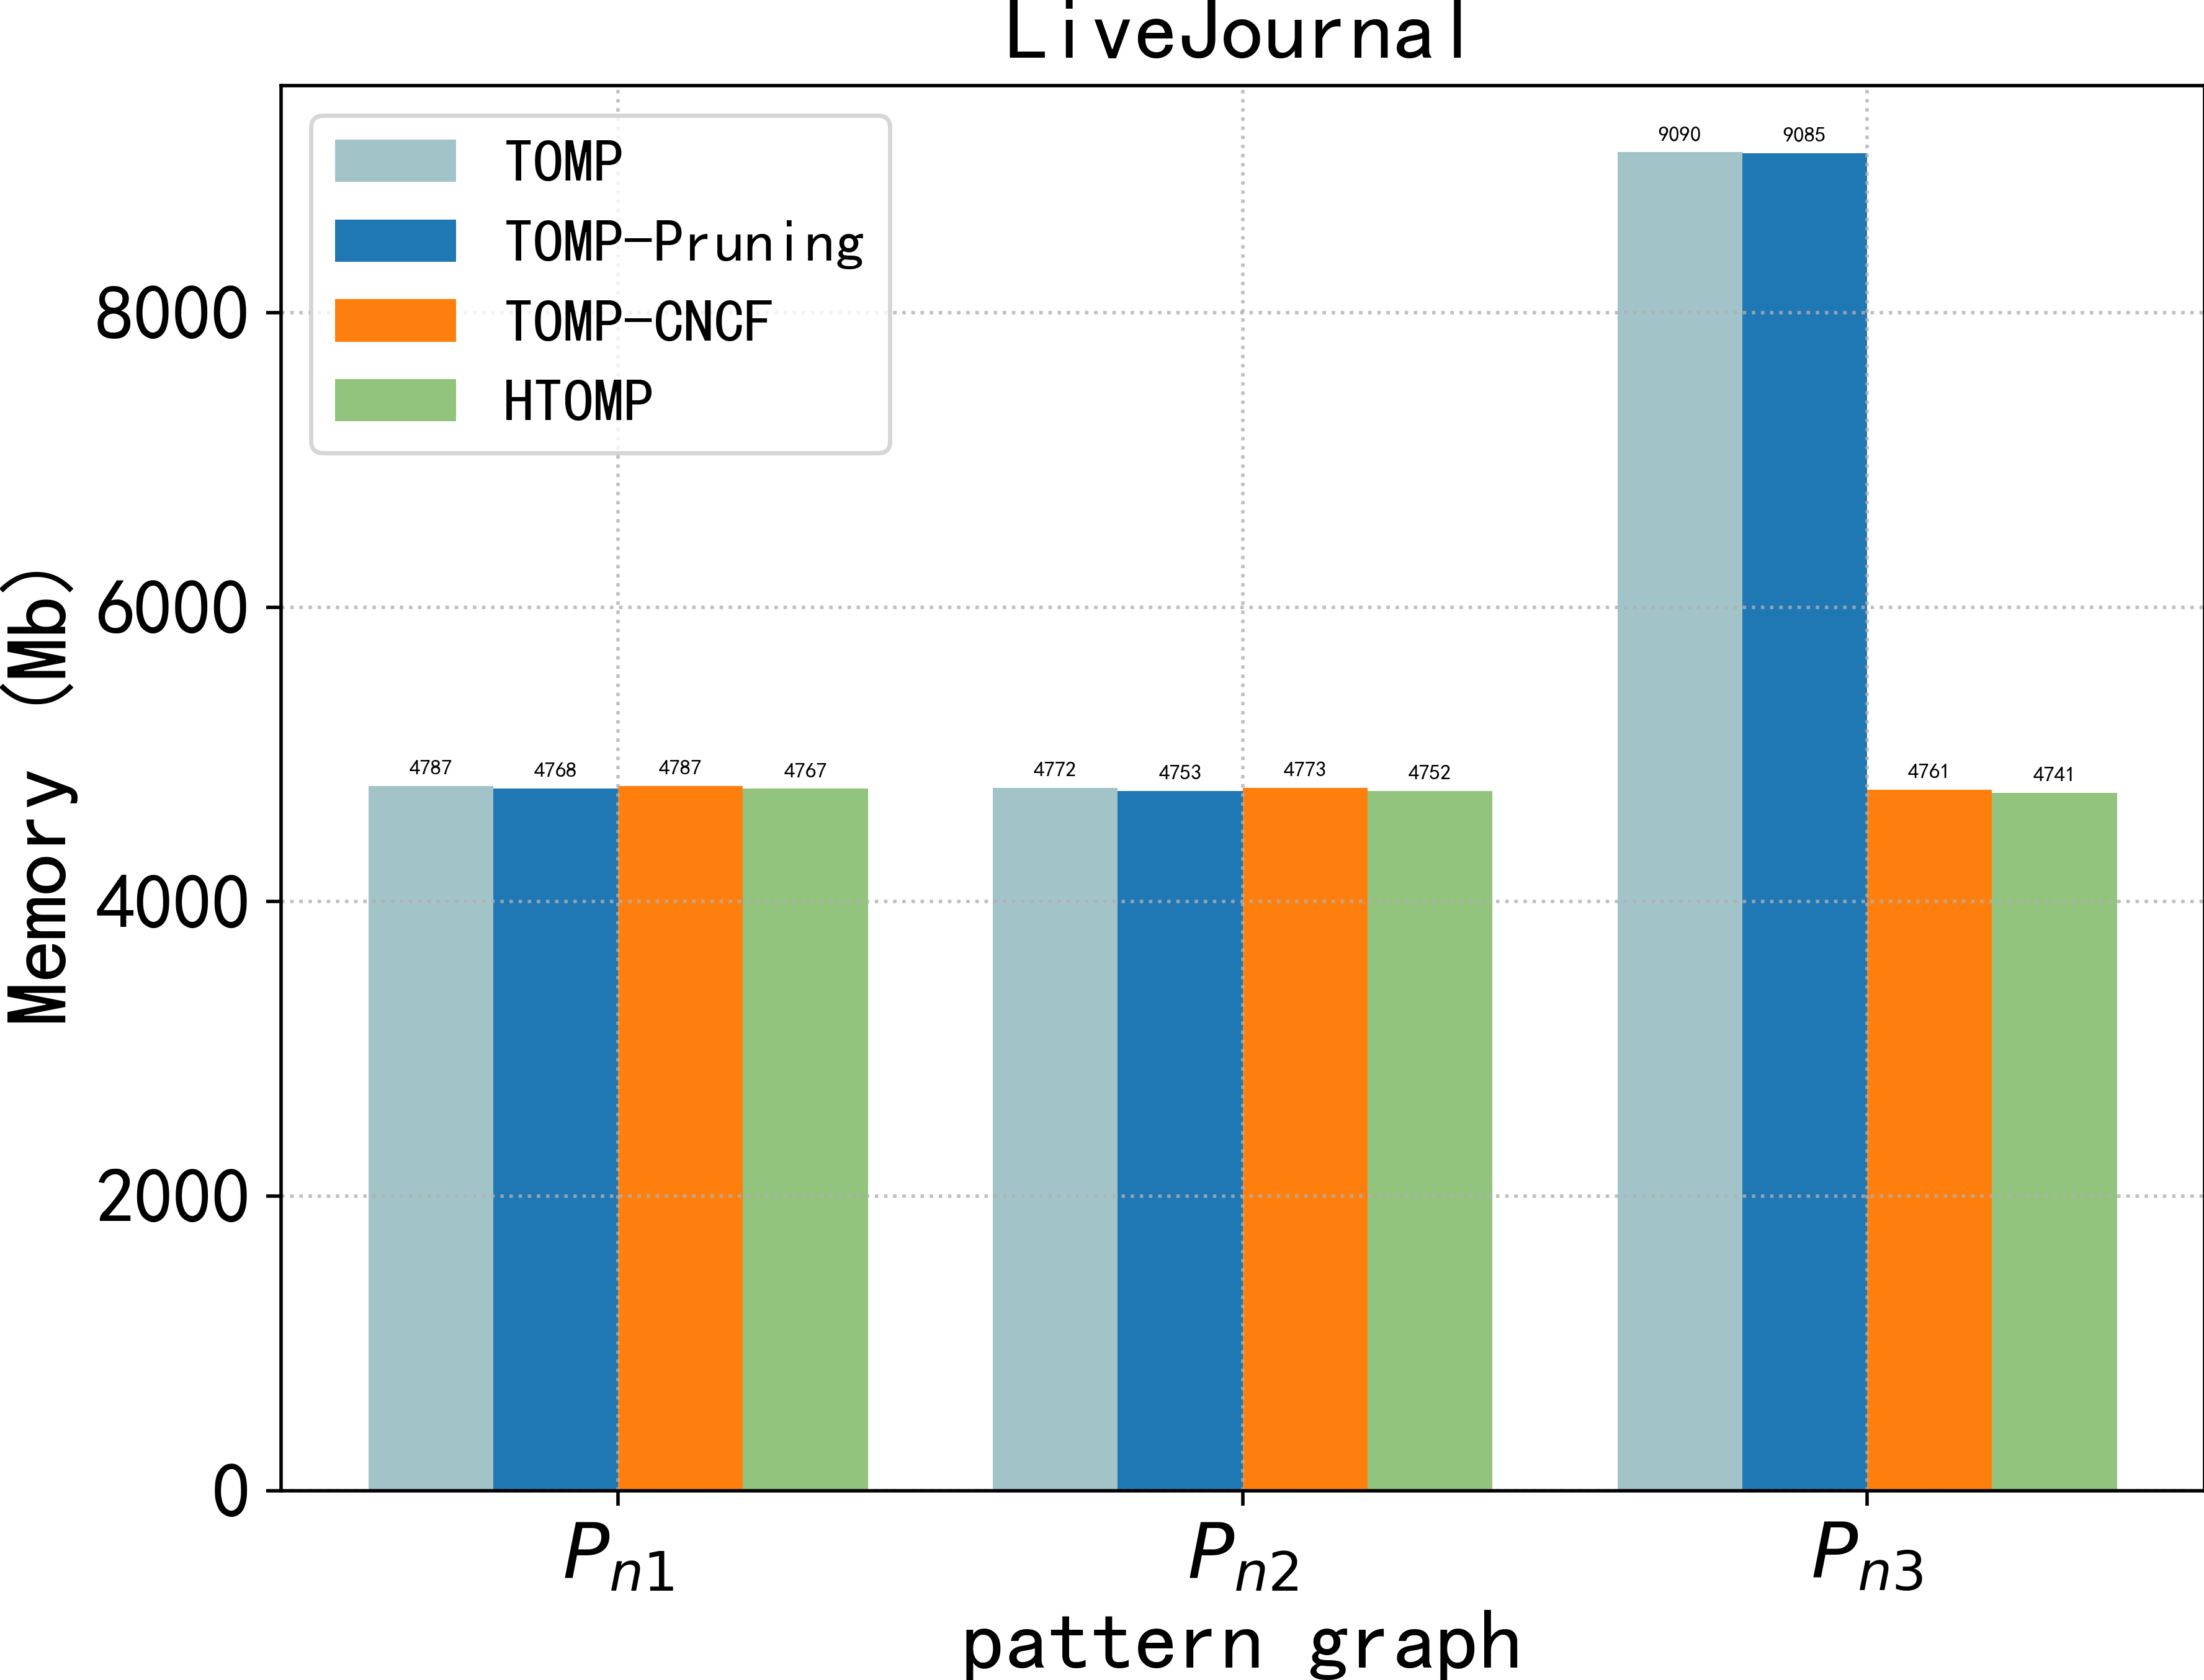 LiveJournal
TOMP
TOMP-Pruning
TOMP-CNCF
HTOMP
Memory (Mb)
8000
6000
4000
2000
0
4787
4768
4787
4767
4772
4753
4773
4752
9090
9085
4761
4741
Pn1
Pn2
Pn3
pattern graph